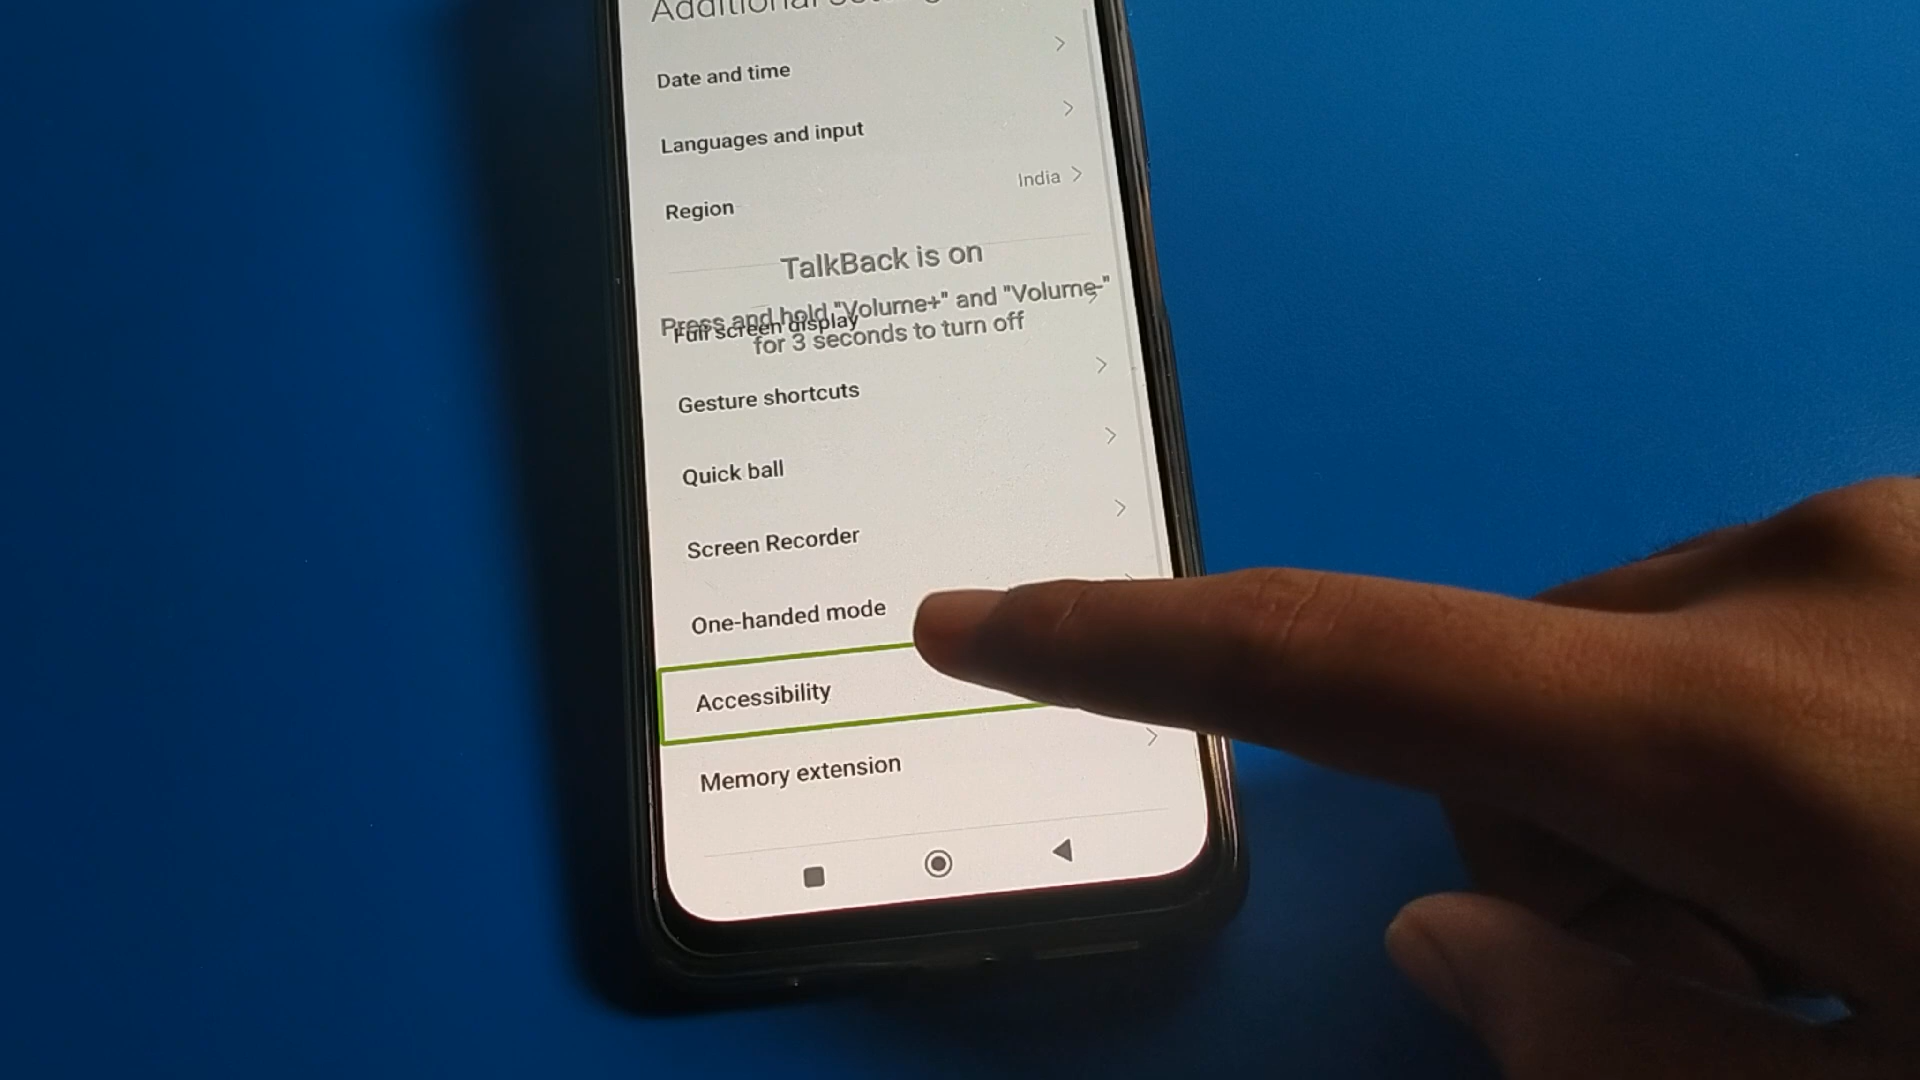 Additional setting
Date and time
Languages and input
Region
India
TalkBack is on
Press and hold "Volume+" and "Volume-"
for 3 seconds to turn off
Full screen display
Gesture shortcuts
Quick ball
Screen Recorder
One-handed mode
Accessibility
Memory extension